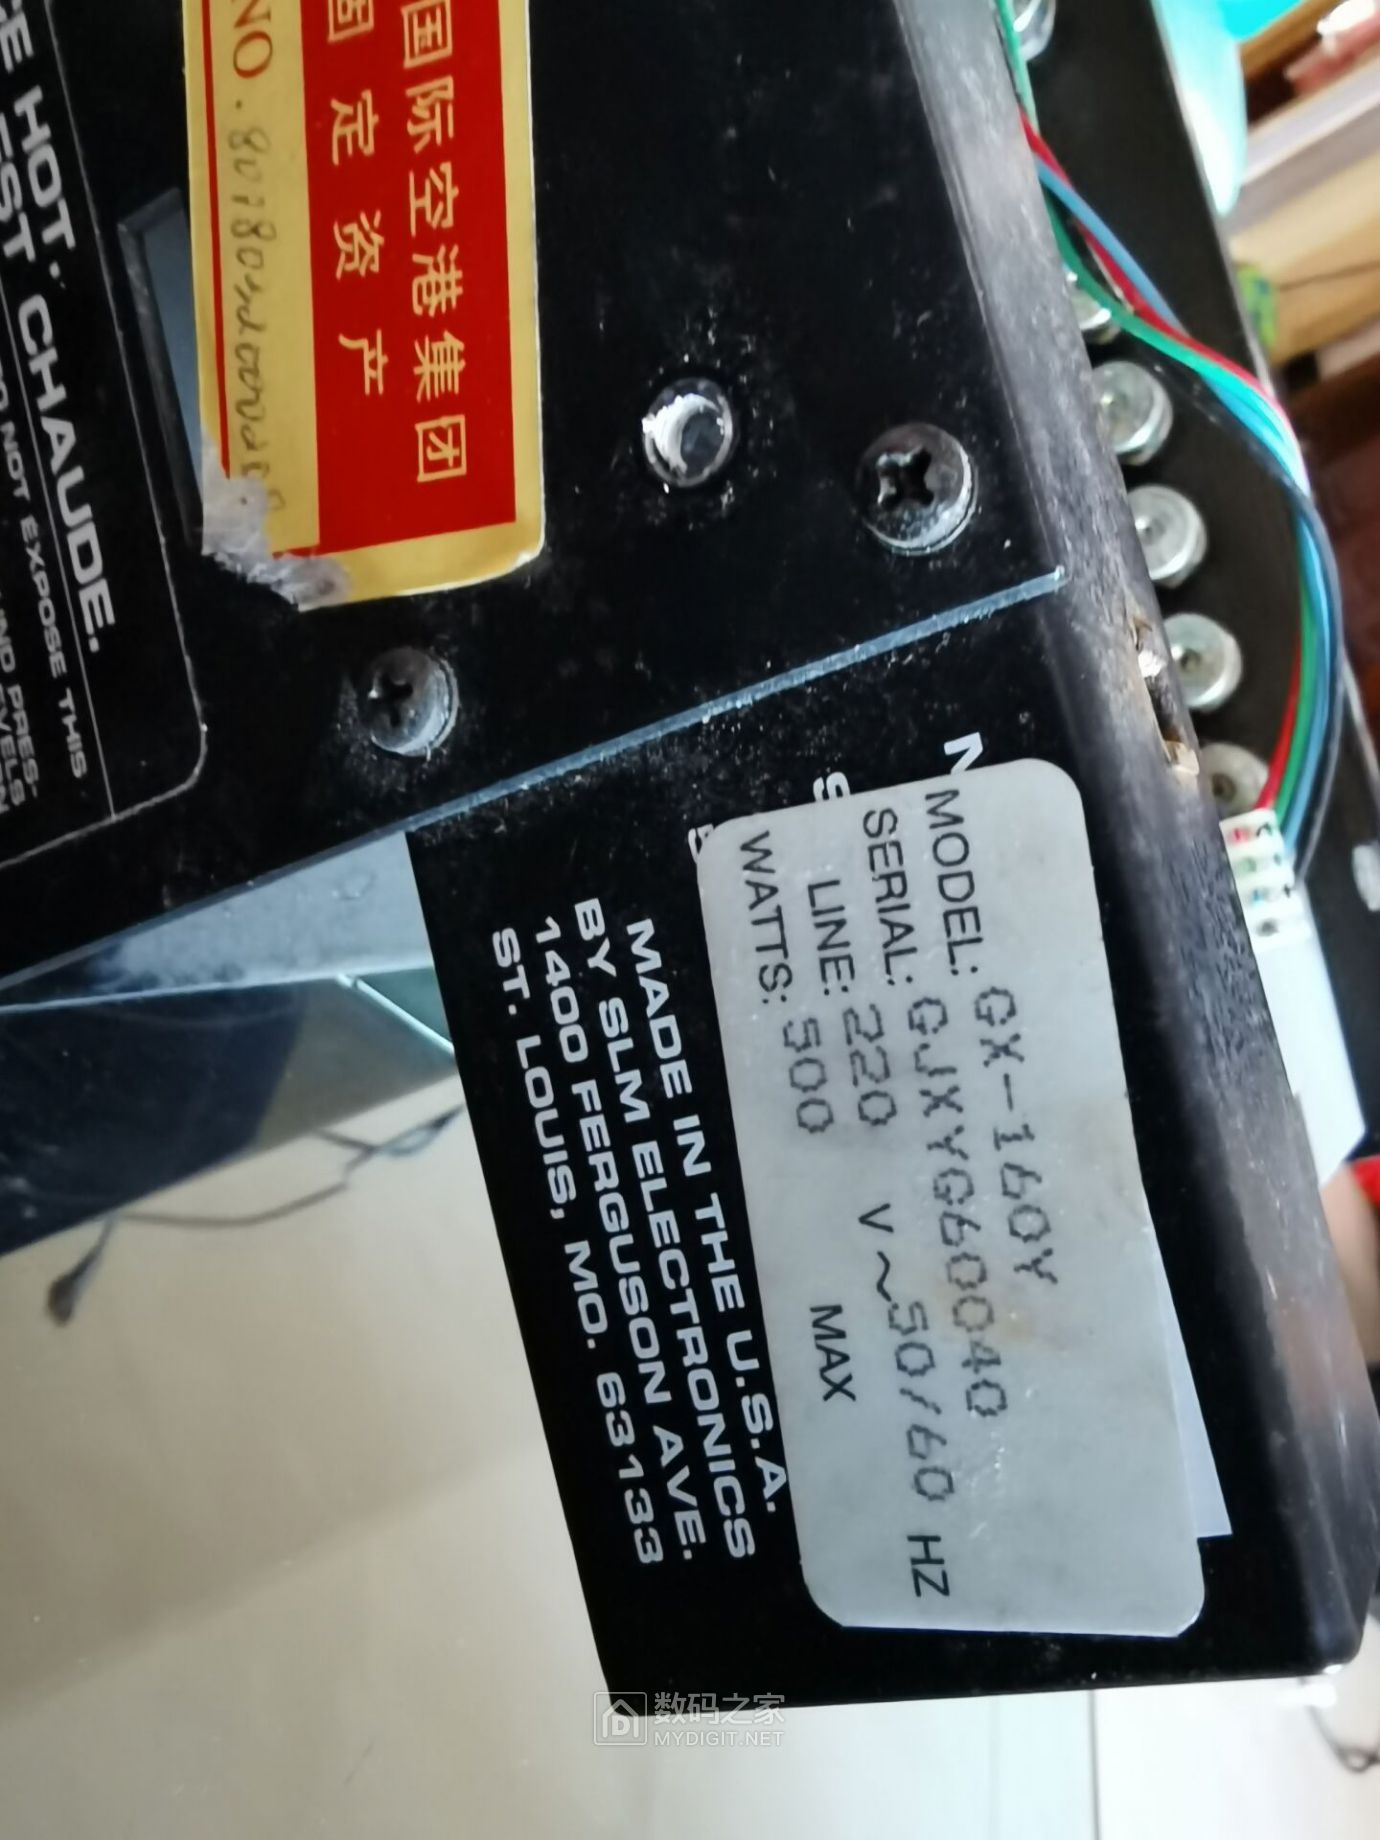 HOT.
CHAUDE.
NOT EXPOSE THIS
国际空港集团
固定资产
NO.
MODEL: GX-160Y
SERIAL: GJXYG60040
LINE: 220 V~50/60 HZ
WATTS: 500 MAX
MADE IN THE U.S.A.
BY SLM ELECTRONICS
1400 FERGUSON AVE.
ST. LOUIS, MO. 63133
数码之家
MYDIGIT.NET